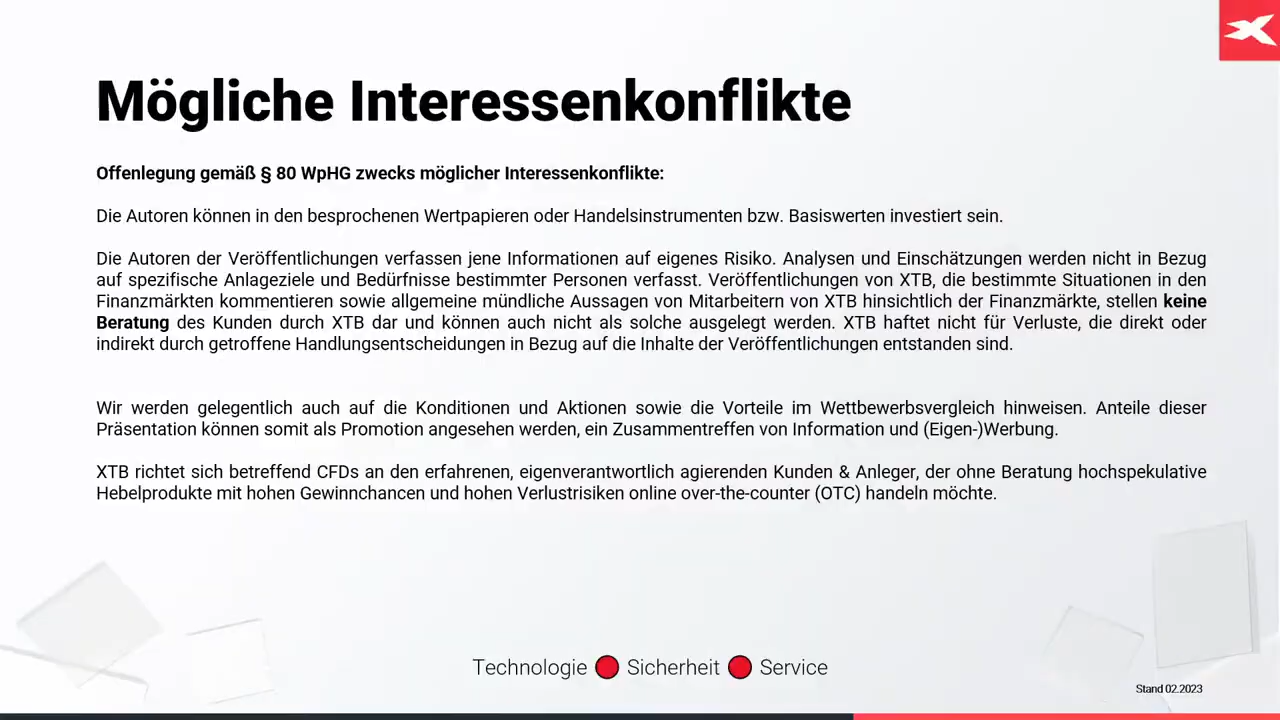 Mögliche Interessenkonflikte
Offenlegung gemäß § 80 WpHG zwecks möglicher Interessenkonflikte:
Die Autoren können in den besprochenen Wertpapieren oder Handelsinstrumenten bzw. Basiswerten investiert sein.
Die Autoren der Veröffentlichungen verfassen jene Informationen auf eigenes Risiko. Analysen und Einschätzungen werden nicht in Bezug
auf spezifische Anlageziele und Bedürfnisse bestimmter Personen verfasst. Veröffentlichungen von XTB, die bestimmte Situationen in den
Finanzmärkten kommentieren sowie allgemeine mündliche Aussagen von Mitarbeitern von XTB hinsichtlich der Finanzmärkte, stellen keine
Beratung des Kunden durch XTB dar und können auch nicht als solche ausgelegt werden. XTB haftet nicht für Verluste, die direkt oder
indirekt durch getroffene Handlungsentscheidungen in Bezug auf die Inhalte der Veröffentlichungen entstanden sind.
Wir werden gelegentlich auch auf die Konditionen und Aktionen sowie die Vorteile im Wettbewerbsvergleich hinweisen. Anteile dieser
Präsentation können somit als Promotion angesehen werden, ein Zusammentreffen von Information und (Eigen-)Werbung.
XTB richtet sich betreffend CFDs an den erfahrenen, eigenverantwortlich agierenden Kunden & Anleger, der ohne Beratung hochspekulative
Hebelprodukte mit hohen Gewinnchancen und hohen Verlustrisiken online over-the-counter (OTC) handeln möchte.
Technologie Sicherheit Service
Stand 02.2023